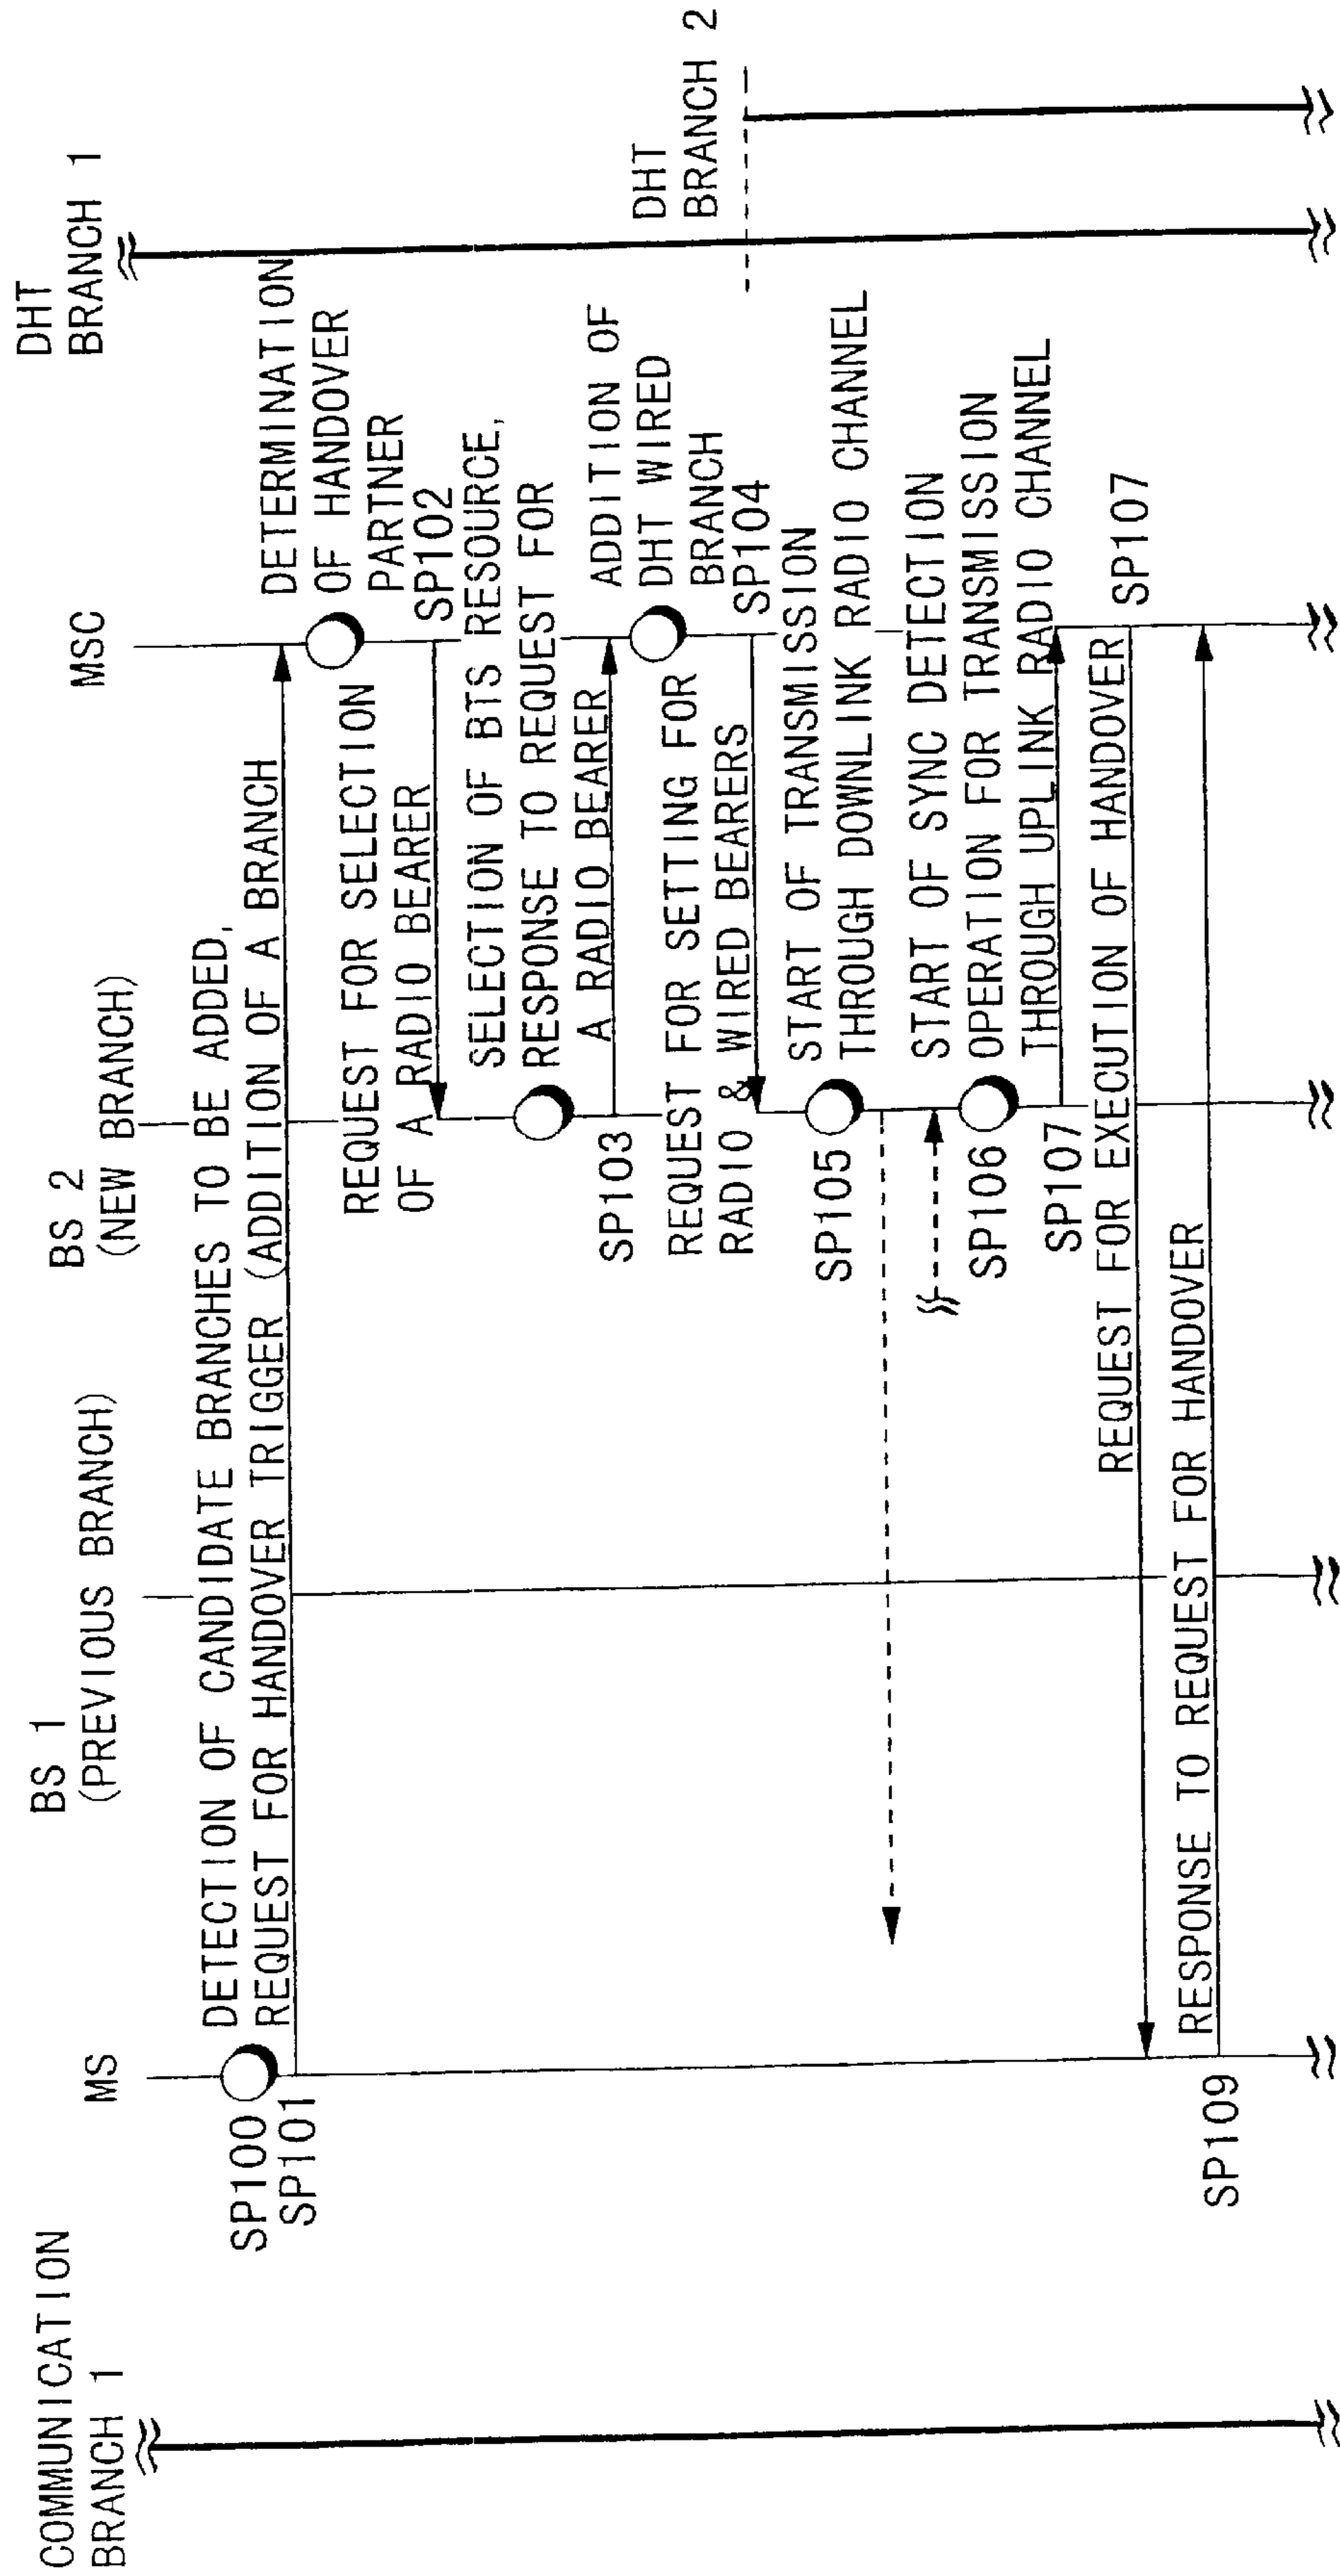 COMMUNICATION
BRANCH 1
MS
BS 1
(PREVIOUS BRANCH)
BS 2
(NEW BRANCH)
MSC
DHT
BRANCH 1
SP100
SP101
DETECTION OF CANDIDATE BRANCHES TO BE ADDED,
REQUEST FOR HANDOVER TRIGGER (ADDITION OF A BRANCH
DETERMINATION
OF HANDOVER
PARTNER
SP102
REQUEST FOR SELECTION
OF A RADIO BEARER
SELECTION OF BTS RESOURCE,
RESPONSE TO REQUEST FOR
A RADIO BEARER
SP103
ADDITION OF
DHT WIRED
BRANCH
SP104
DHT
BRANCH 2
REQUEST FOR SETTING FOR
RADIO & WIRED BEARERS
SP105
START OF TRANSMISSION
THROUGH DOWNLINK RADIO CHANNEL
START OF SYNC DETECTION
OPERATION FOR TRANSMISSION
THROUGH UPLINK RADIO CHANNEL
SP106
SP107
REQUEST FOR EXECUTION OF HANDOVER
SP107
RESPONSE TO REQUEST FOR HANDOVER
SP109